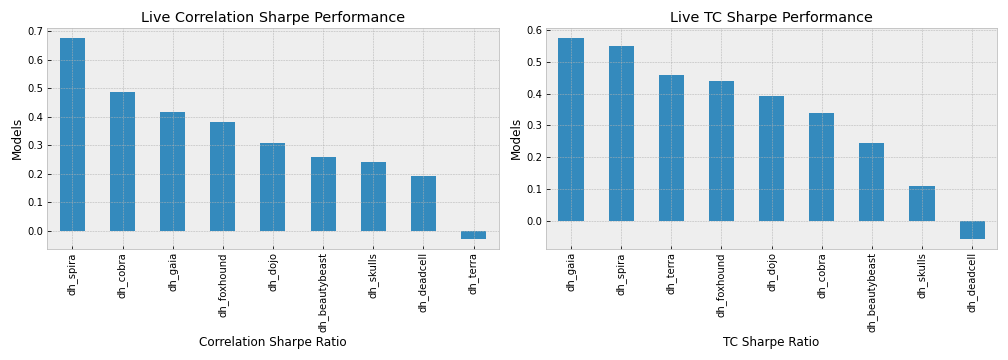 Live Correlation Sharpe Performance
Models
0.7
0.6
0.5
0.4
0.3
0.2
0.1
0.0
dh_spira
dh_cobra
dh_gaia
dh_foxhound
dh_dojo
dh_beautybeast
dh_skulls
dh_deadcell
dh_terra
Correlation Sharpe Ratio
Live TC Sharpe Performance
Models
0.6
0.5
0.4
0.3
0.2
0.1
0.0
dh_gaia
dh_spira
dh_terra
dh_foxhound
dh_dojo
dh_cobra
dh_beautybeast
dh_skulls
dh_deadcell
TC Sharpe Ratio